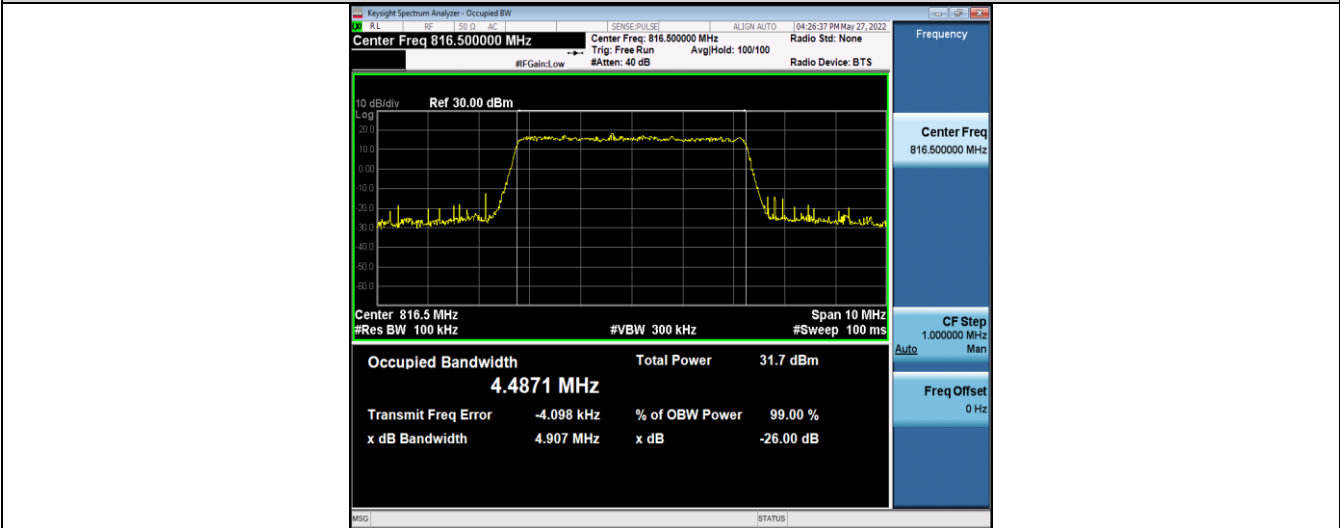 Keysight Spectrum Analyzer - Occupied BW
RL RF 50 Ω AC SENSE:PULSE ALIGN AUTO 04:26:37 PM May 27, 2022
Center Freq 816.500000 MHz
Center Freq: 816.500000 MHz Radio Std: None
Trig: Free Run Avg|Hold: 100/100
#IFGain:Low #Atten: 40 dB Radio Device: BTS
10 dB/div Ref 30.00 dBm
Log
20.0
10.0
0.00
-10.0
-20.0
-30.0
-40.0
-50.0
-60.0
Center 816.5 MHz Span 10 MHz
#Res BW 100 kHz #VBW 300 kHz #Sweep 100 ms
Occupied Bandwidth Total Power 31.7 dBm
4.4871 MHz
Transmit Freq Error -4.098 kHz % of OBW Power 99.00 %
x dB Bandwidth 4.907 MHz x dB -26.00 dB
MSG STATUS
Frequency
Center Freq
816.500000 MHz
CF Step
1.000000 MHz
Auto Man
Freq Offset
0 Hz